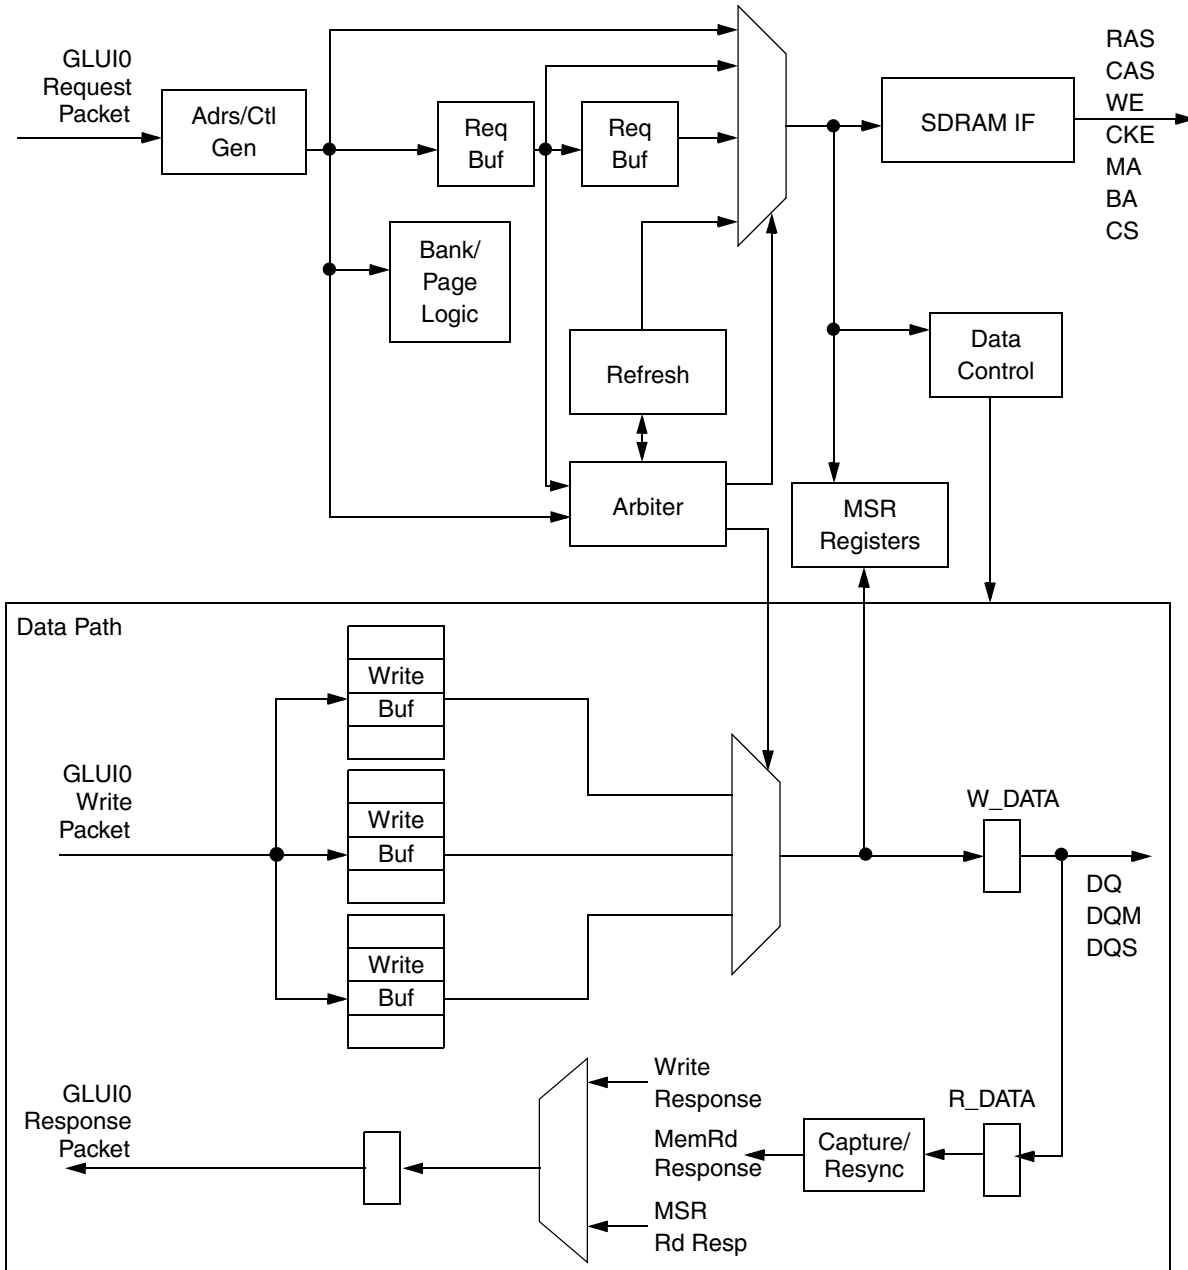 GLUI0
Request
Packet
Adrs/Ctl
Gen
Req
Buf
Req
Buf
SDRAM IF
RAS
CAS
WE
CKE
MA
BA
CS
Bank/
Page
Logic
Refresh
Data
Control
Arbiter
MSR
Registers
Data Path
Write
Buf
GLUI0
Write
Packet
Write
Buf
W_DATA
DQ
DQM
DQS
Write
Buf
GLUI0
Response
Packet
Write
Response
MemRd
Response
MSR
Rd Resp
Capture/
Resync
R_DATA